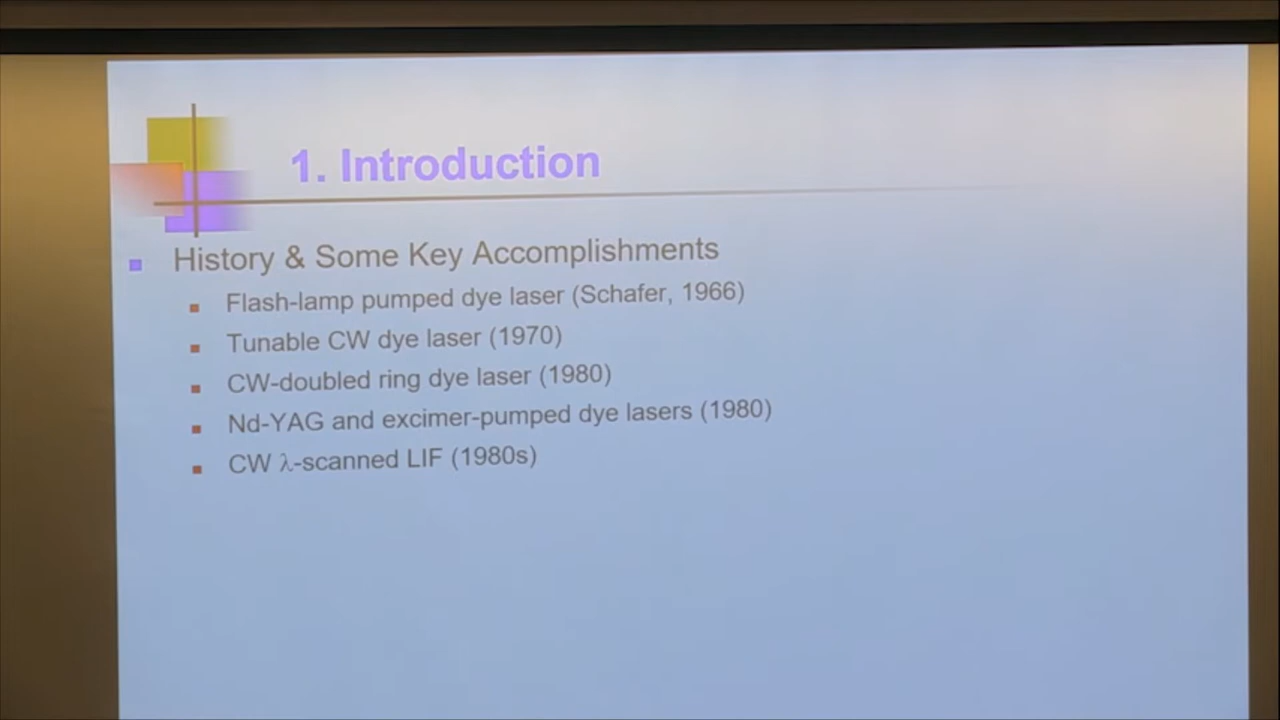 1. Introduction
History & Some Key Accomplishments
Flash-lamp pumped dye laser (Schafer, 1966)
Tunable CW dye laser (1970)
CW-doubled ring dye laser (1980)
Nd-YAG and excimer-pumped dye lasers (1980)
CW λ-scanned LIF (1980s)